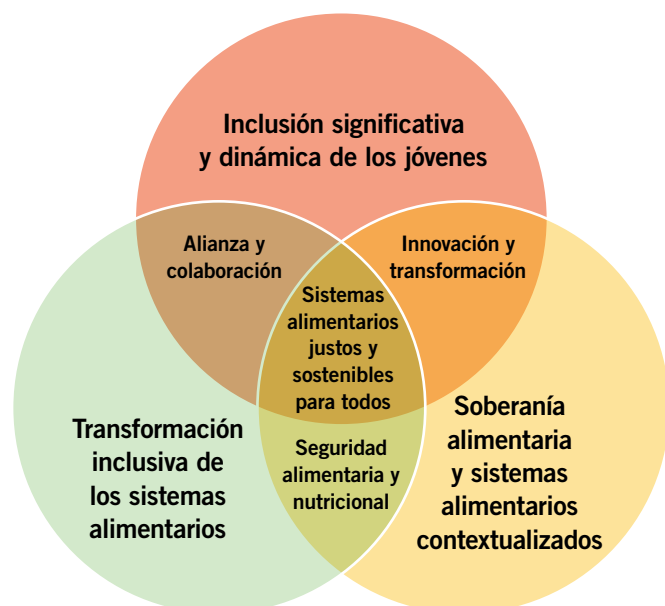 Inclusión significativa
y dinámica de los jóvenes
Alianza y
colaboración
Innovación y
transformación
Sistemas
alimentarios
justos y
sostenibles
para todos
Transformación
inclusiva de
los sistemas
alimentarios
Seguridad
alimentaria y
nutricional
Soberanía
alimentaria
y sistemas
alimentarios
contextualizados